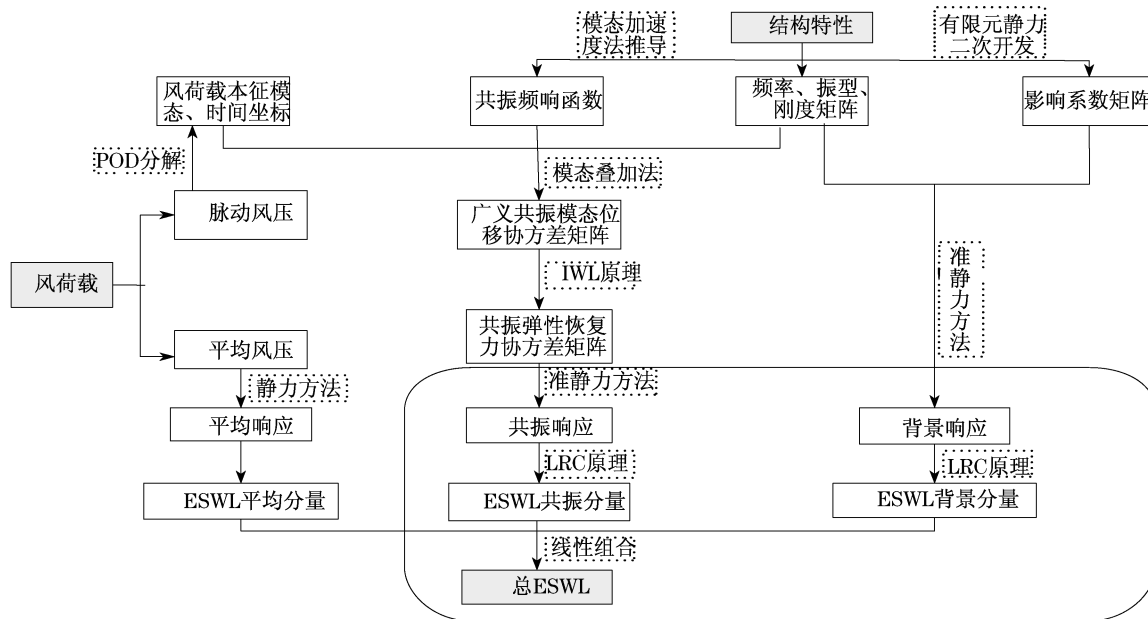 模态加速
度法推导
结构特性
有限元静力
二次开发
风荷载本征模
态、时间坐标
共振频响函数
频率、振型、
刚度矩阵
影响系数矩阵
POD分解
模态叠加法
脉动风压
广义共振模态位
移协方差矩阵
风荷载
IWL原理
准静力方法
平均风压
共振弹性恢复
力协方差矩阵
静力方法
准静力方法
平均响应
共振响应
背景响应
LRC原理
LRC原理
ESWL平均分量
ESWL共振分量
ESWL背景分量
线性组合
总ESWL